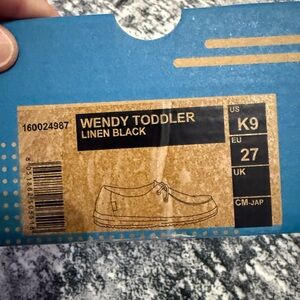 160024987
WENDY TODDLER
LINEN BLACK
US
K9
EU
27
UK
CM-JAP